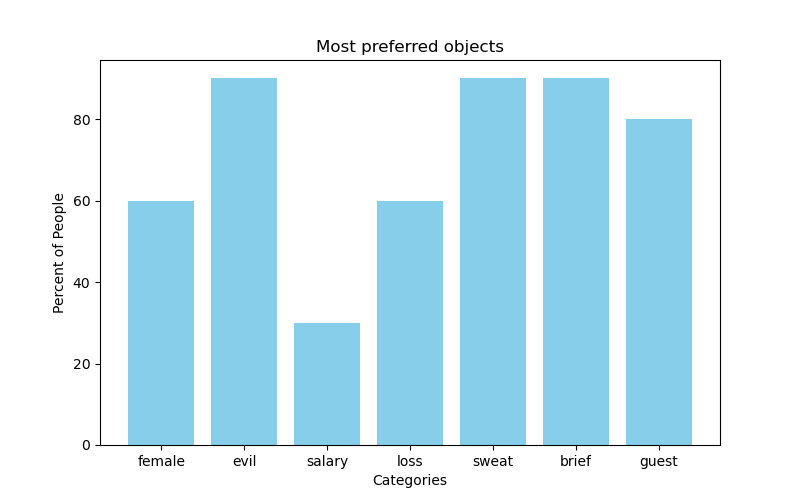 Most preferred objects
Percent of People
80
60
40
20
0
female evil salary loss sweat brief guest
Categories